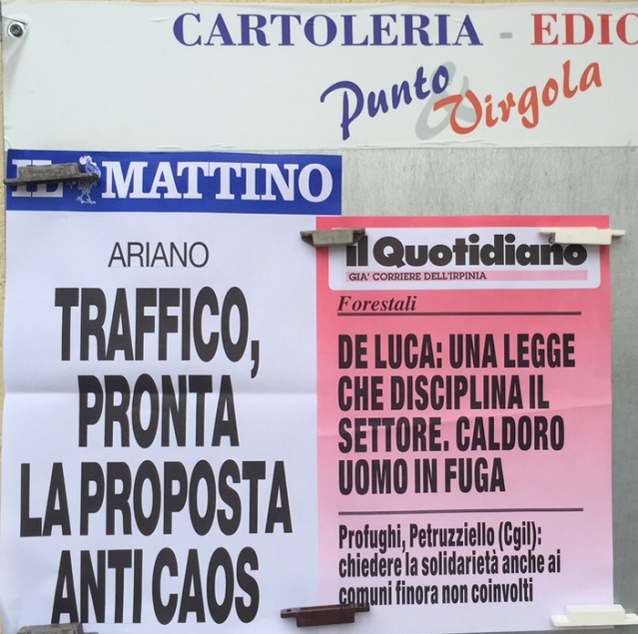 CARTOLERIA - EDIC
Punto & Virgola
IL MATTINO
ARIANO
TRAFFICO,
PRONTA
LA PROPOSTA
ANTI CAOS
il Quotidiano
GIA' CORRIERE DELL'IRPINIA
Forestali
DE LUCA: UNA LEGGE
CHE DISCIPLINA IL
SETTORE. CALDORO
UOMO IN FUGA
Profughi, Petruzziello (Cgil):
chiedere la solidarietà anche ai
comuni finora non coinvolti